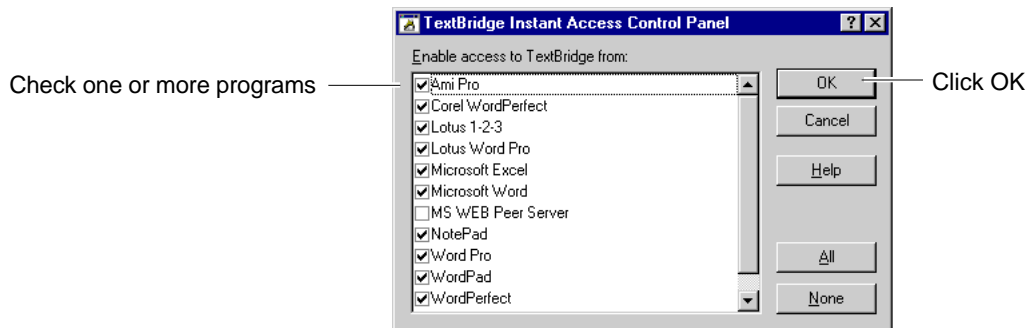 TextBridge Instant Access Control Panel
Enable access to TextBridge from:
Check one or more programs
Ami Pro
Corel WordPerfect
Lotus 1-2-3
Lotus Word Pro
Microsoft Excel
Microsoft Word
MS WEB Peer Server
NotePad
Word Pro
WordPad
WordPerfect
OK
Click OK
Cancel
Help
All
None